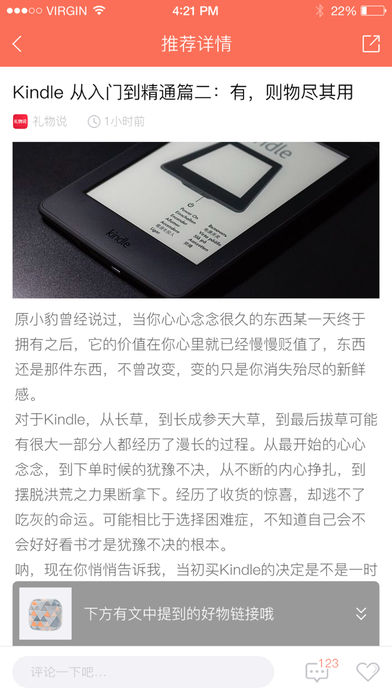 VIRGIN
4:21 PM
22%
推荐详情
Kindle 从入门到精通篇二：有，则物尽其用
礼物说
礼物说
1小时前
kindle
Power On
kindle
原小豹曾经说过，当你心心念念很久的东西某一天终于
拥有之后，它的价值在你心里就已经慢慢贬值了，东西
还是那件东西，不曾改变，变的只是你消失殆尽的新鲜
感。
对于Kindle，从长草，到长成参天大草，到最后拔草可能
有很大一部分人都经历了漫长的过程。从最开始的心心
念念，到下单时候的犹豫不决，从不断的内心挣扎，到
摆脱洪荒之力果断拿下。经历了收货的惊喜，却逃不了
吃灰的命运。可能相比于选择困难症，不知道自己会不
会好好看书才是犹豫不决的根本。
呐，现在你悄悄告诉我，当初买Kindle的决定是不是一时
下方有文中提到的好物链接哦
评论一下吧...
123